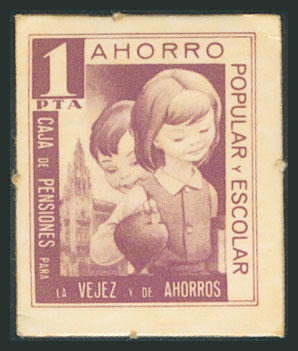 1
PTA
AHORRO
POPULAR Y ESCOLAR
CAJA DE PENSIONES PARA
LA VEJEZ Y DE AHORROS